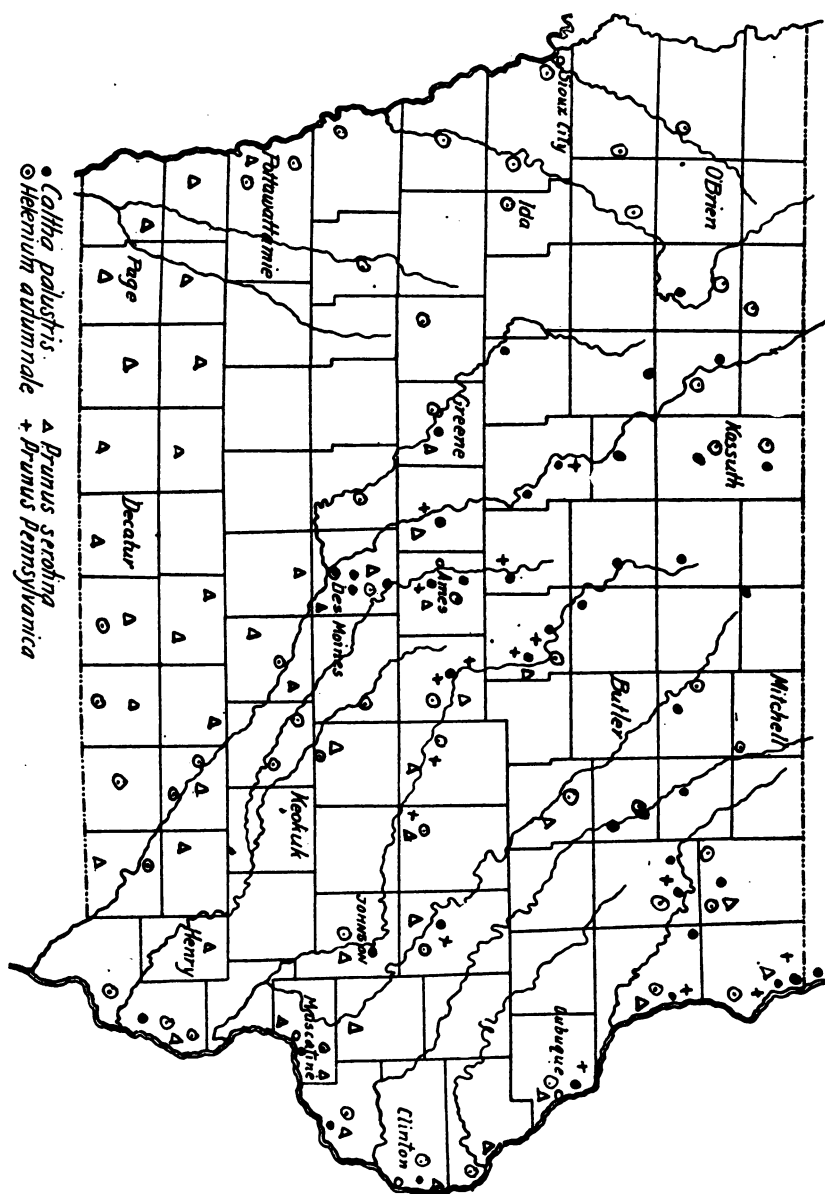 Sioux City
O'Brien
Ida
Kossuth
Mitchell
Butler
Greene
Ames
Des Moines
Pottawattamie
Page
Decatur
Keokuk
JOHNSON
Henry
Muscatine
Clinton
Dubuque
• Caltha palustris.
⊙ Helenium autumnale
△ Prunus serotina
+ Prunus pennsylvanica